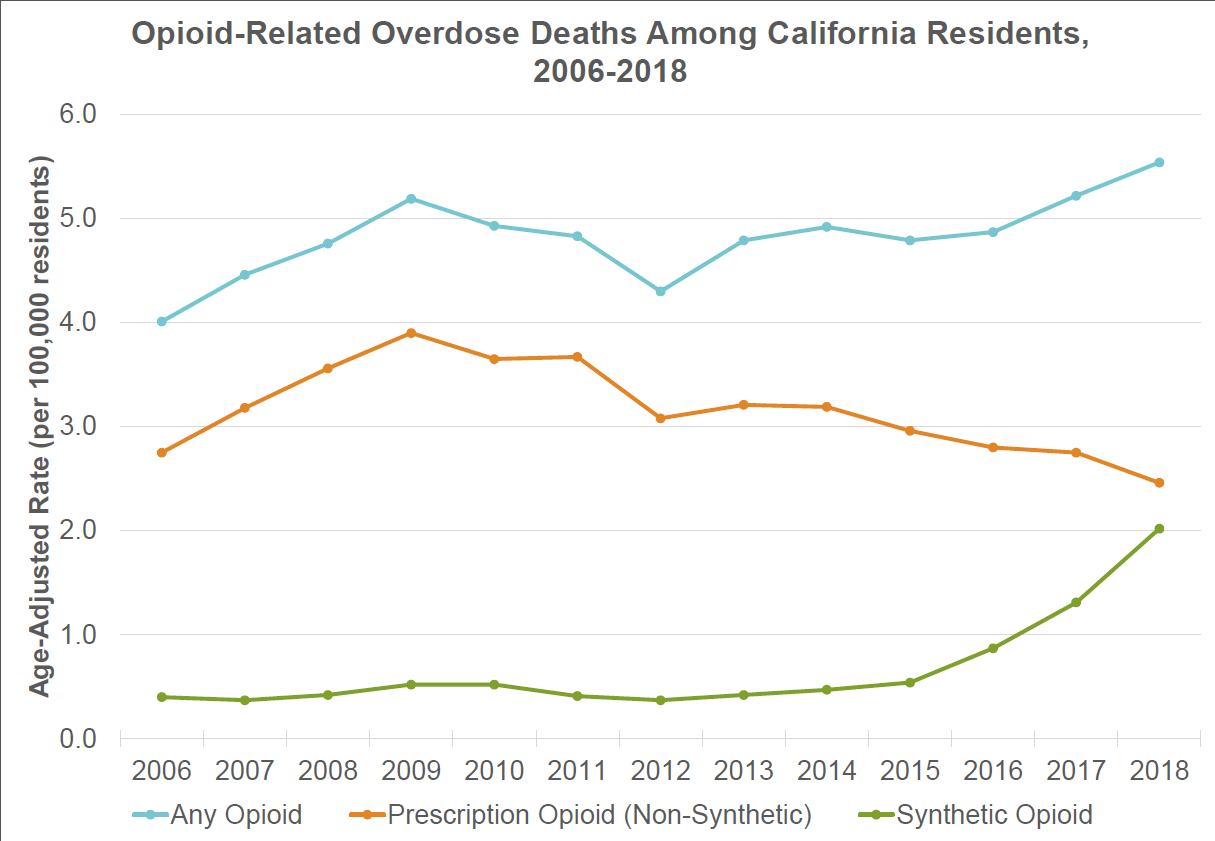 Opioid-Related Overdose Deaths Among California Residents,
2006-2018
Age-Adjusted Rate (per 100,000 residents)
6.0
5.0
4.0
3.0
2.0
1.0
0.0
2006 2007 2008 2009 2010 2011 2012 2013 2014 2015 2016 2017 2018
Any Opioid Prescription Opioid (Non-Synthetic) Synthetic Opioid